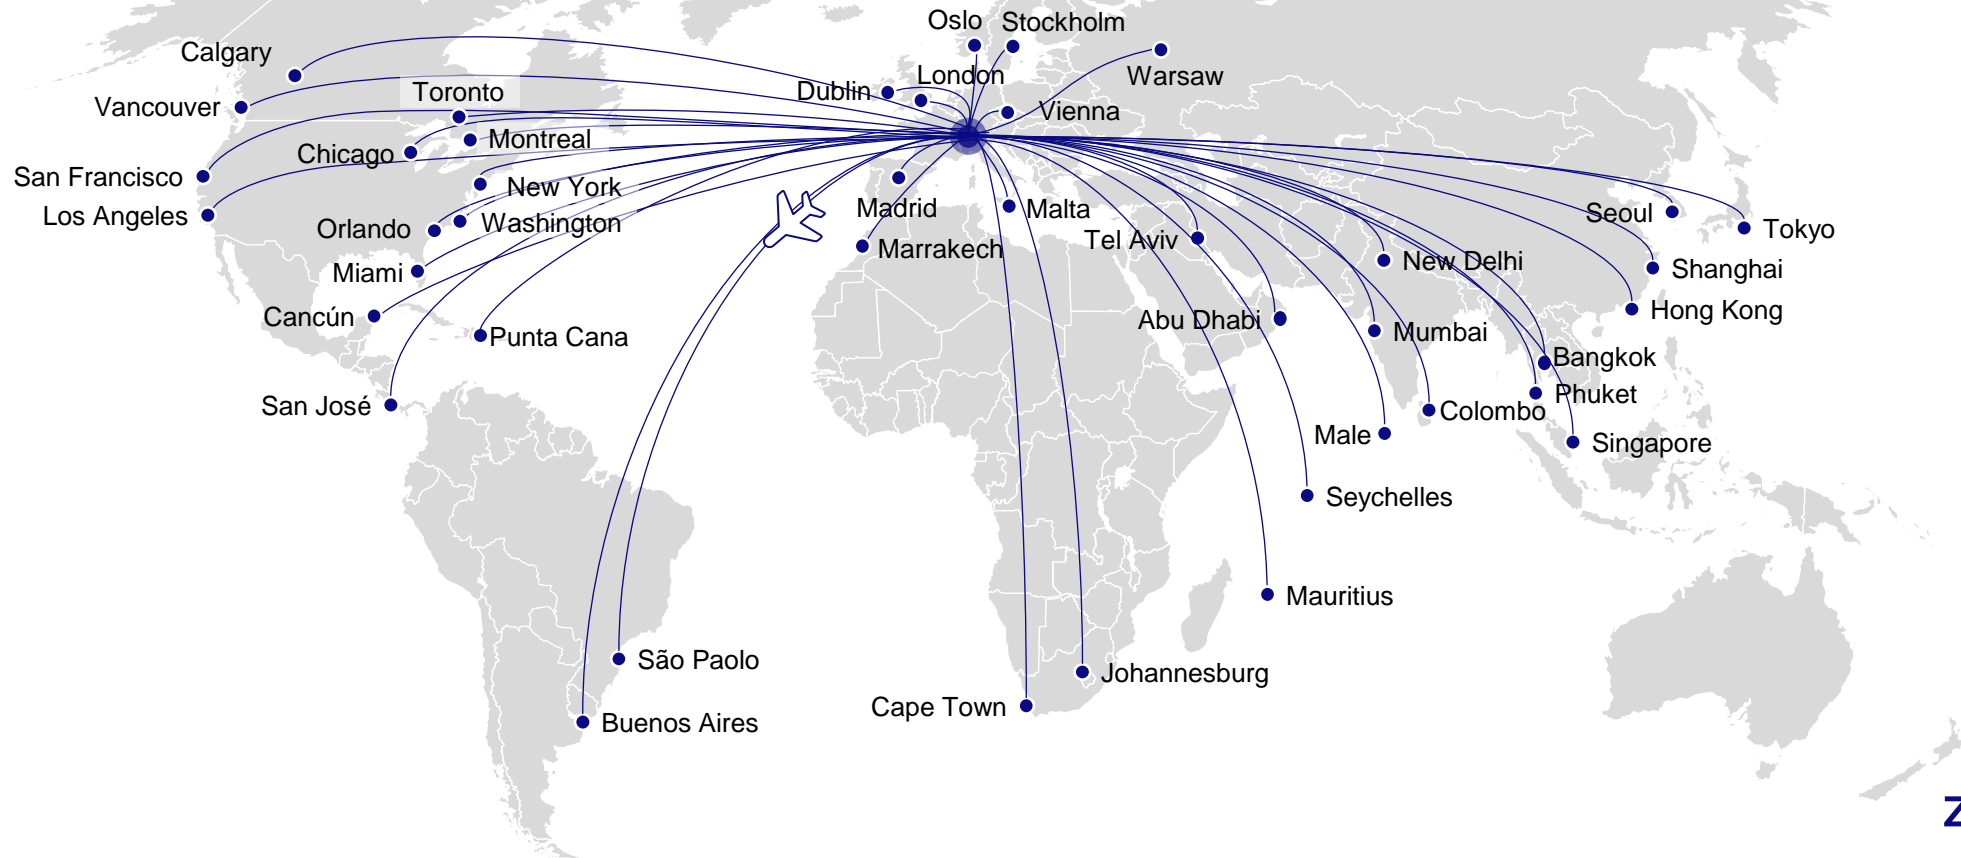 Oslo
Stockholm
Calgary
London
Warsaw
Dublin
Toronto
Vancouver
Vienna
Montreal
Chicago
San Francisco
New York
Madrid
Malta
Seoul
Los Angeles
Orlando
Washington
Tel Aviv
Tokyo
Marrakech
New Delhi
Miami
Shanghai
Cancún
Abu Dhabi
Hong Kong
Punta Cana
Mumbai
Bangkok
Phuket
San José
Colombo
Male
Singapore
Seychelles
Mauritius
São Paolo
Johannesburg
Cape Town
Buenos Aires
Z